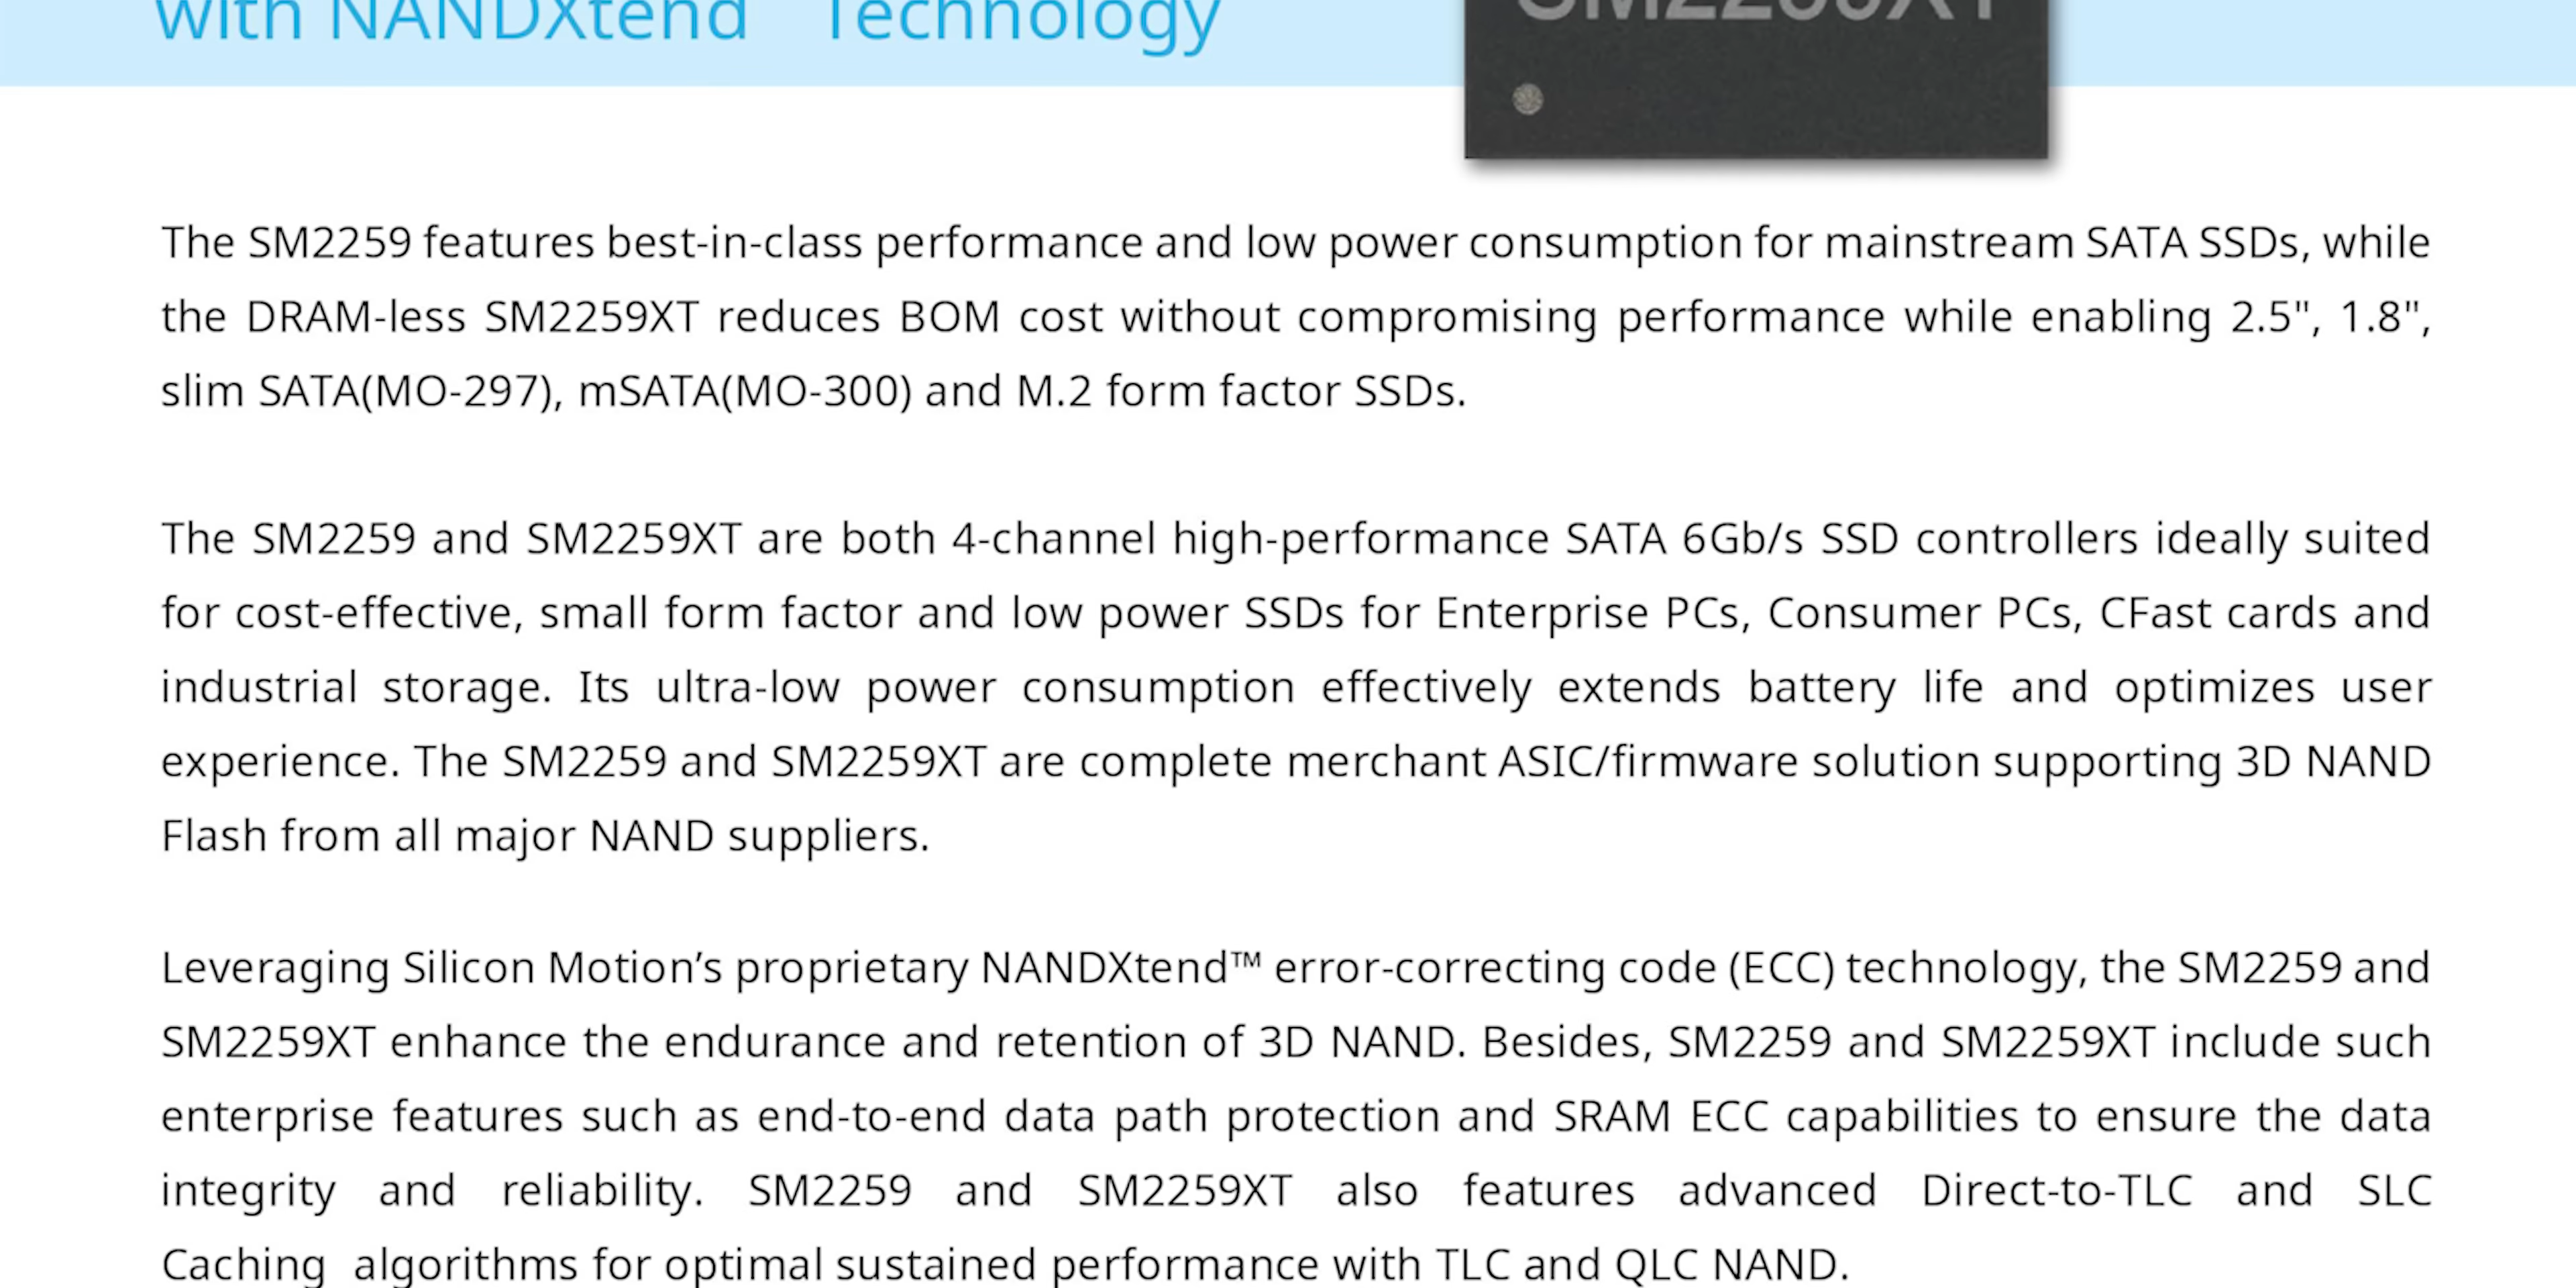 with NANDXtend Technology
The SM2259 features best-in-class performance and low power consumption for mainstream SATA SSDs, while
the DRAM-less SM2259XT reduces BOM cost without compromising performance while enabling 2.5", 1.8",
slim SATA(MO-297), mSATA(MO-300) and M.2 form factor SSDs.
The SM2259 and SM2259XT are both 4-channel high-performance SATA 6Gb/s SSD controllers ideally suited
for cost-effective, small form factor and low power SSDs for Enterprise PCs, Consumer PCs, CFast cards and
industrial storage. Its ultra-low power consumption effectively extends battery life and optimizes user
experience. The SM2259 and SM2259XT are complete merchant ASIC/firmware solution supporting 3D NAND
Flash from all major NAND suppliers.
Leveraging Silicon Motion’s proprietary NANDXtend™ error-correcting code (ECC) technology, the SM2259 and
SM2259XT enhance the endurance and retention of 3D NAND. Besides, SM2259 and SM2259XT include such
enterprise features such as end-to-end data path protection and SRAM ECC capabilities to ensure the data
integrity and reliability. SM2259 and SM2259XT also features advanced Direct-to-TLC and SLC
Caching algorithms for optimal sustained performance with TLC and QLC NAND.